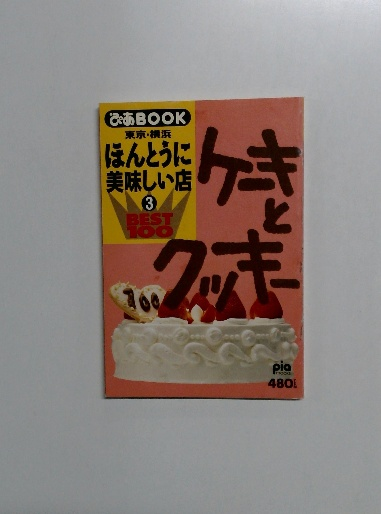 ぴあBOOK
東京・横浜
ほんとうに
美味しい店
3
BEST
100
ケーキ
と
クッキー
100
pia
480